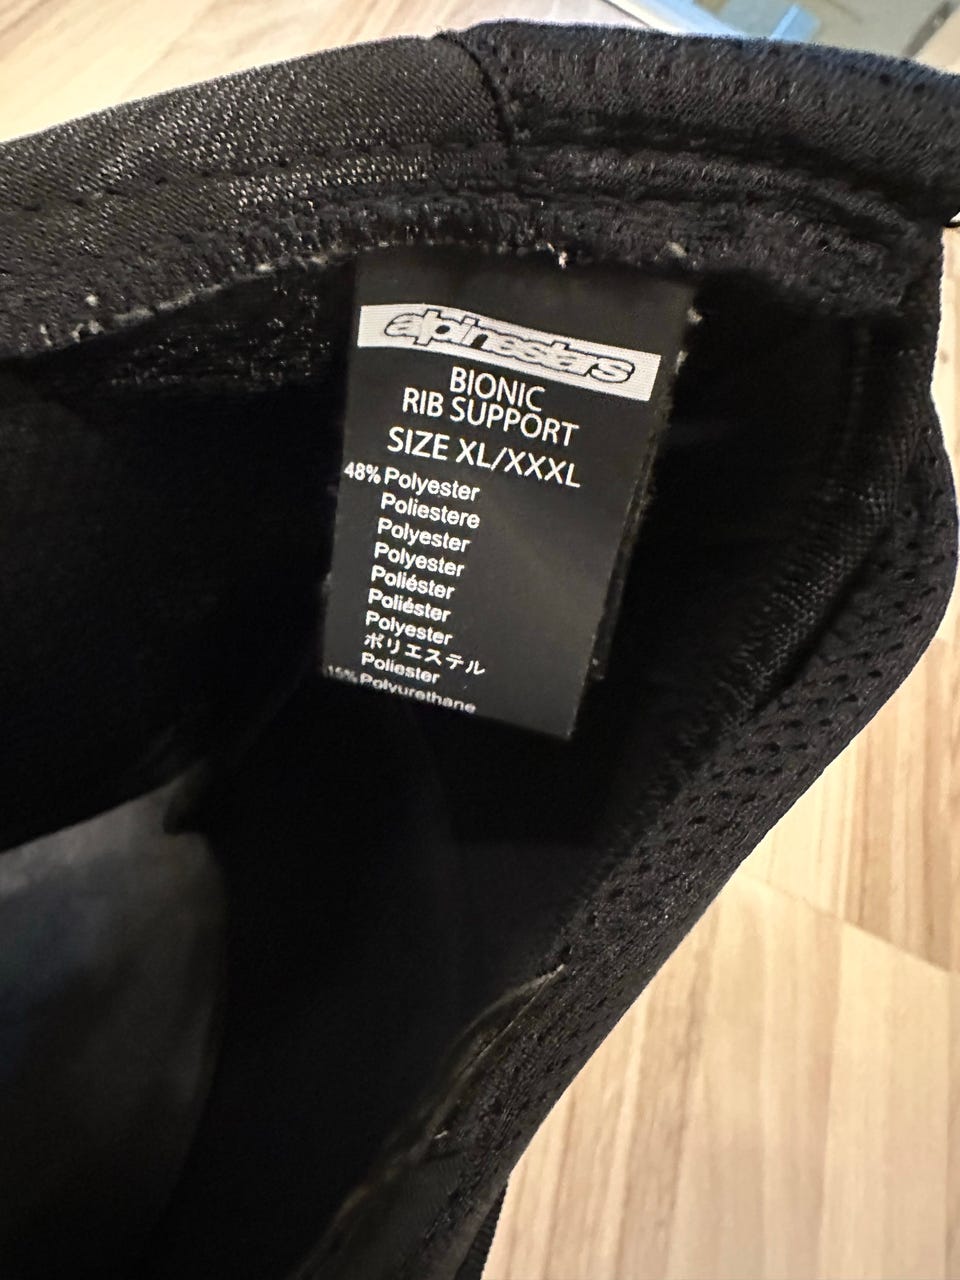 alpinestars
BIONIC
RIB SUPPORT
SIZE XL/XXXL
48% Polyester
Poliestere
Polyester
Polyester
Poliéster
Poliéster
Polyester
ポリエステル
Poliester
15% Polyurethane